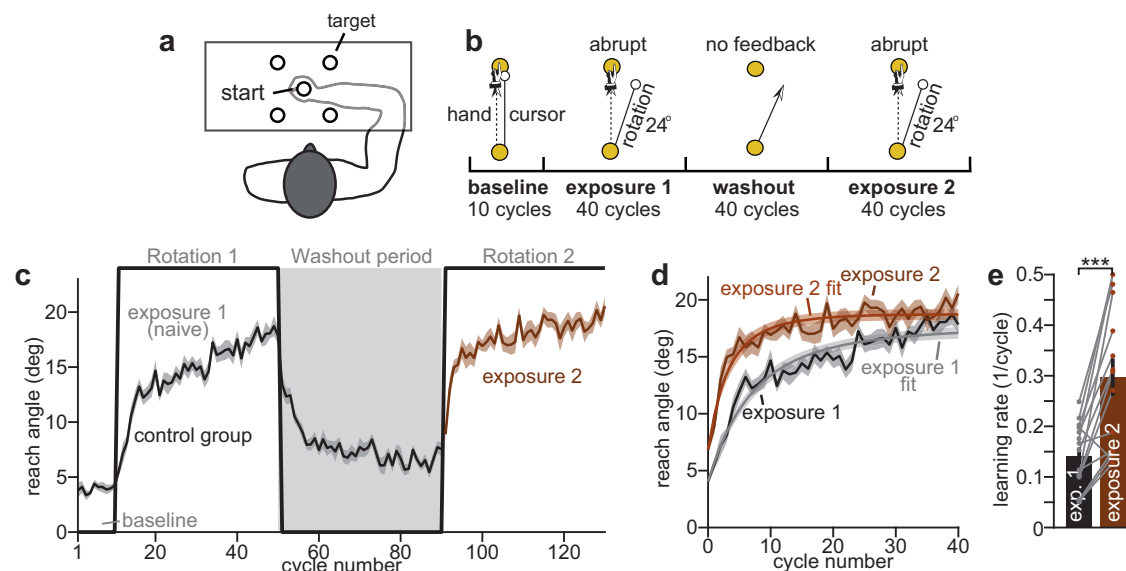 a
target
start
b
abrupt
no feedback
abrupt
hand
cursor
rotation
24°
rotation
24°
baseline
exposure 1
washout
exposure 2
10 cycles
40 cycles
40 cycles
40 cycles
c
Rotation 1
Washout period
Rotation 2
reach angle (deg)
20
15
10
5
0
exposure 1
(naive)
control group
exposure 2
baseline
1
20
40
60
80
100
120
cycle number
d
reach angle (deg)
20
15
10
5
0
exposure 2
exposure 2 fit
exposure 1
fit
exposure 1
0
10
20
30
40
cycle number
e
***
learning rate (1/cycle)
0.5
0.4
0.3
0.2
0.1
0
exp. 1
exposure 2